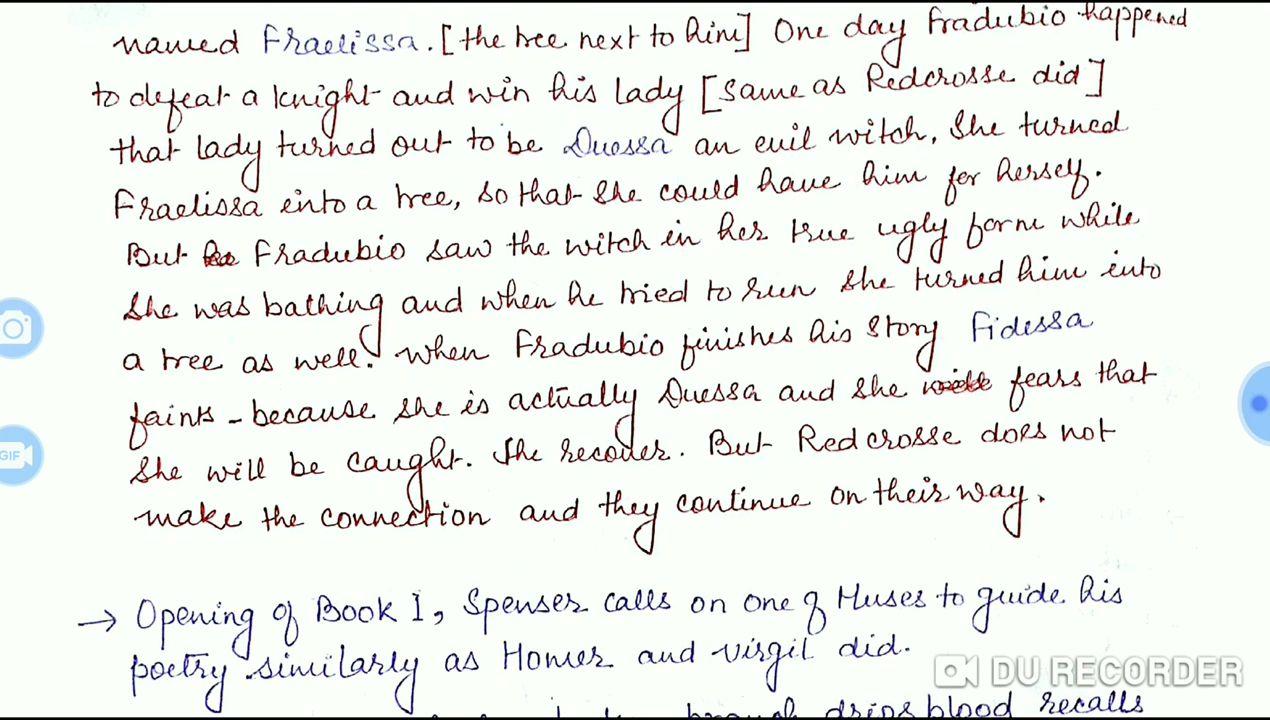 named Fraelissa. [the tree next to him] One day Fradubio happened
to defeat a knight and win his lady [same as Redcrosse did]
that lady turned out to be Duessa an evil witch. She turned
Fraelissa into a tree, so that she could have him for herself.
But Fradubio saw the witch in her true ugly form while
She was bathing and when he tried to run she turned him into
a tree as well. When Fradubio finishes his story Fidessa
faints - because she is actually Duessa and she fears that
she will be caught. She recover. But Redcrosse does not
make the connection and they continue on their way.
→ Opening of Book I, Spenser calls on one of Muses to guide his
poetry similarly as Homer and Virgil did.
DU RECORDER
drips blood recalls
GIF